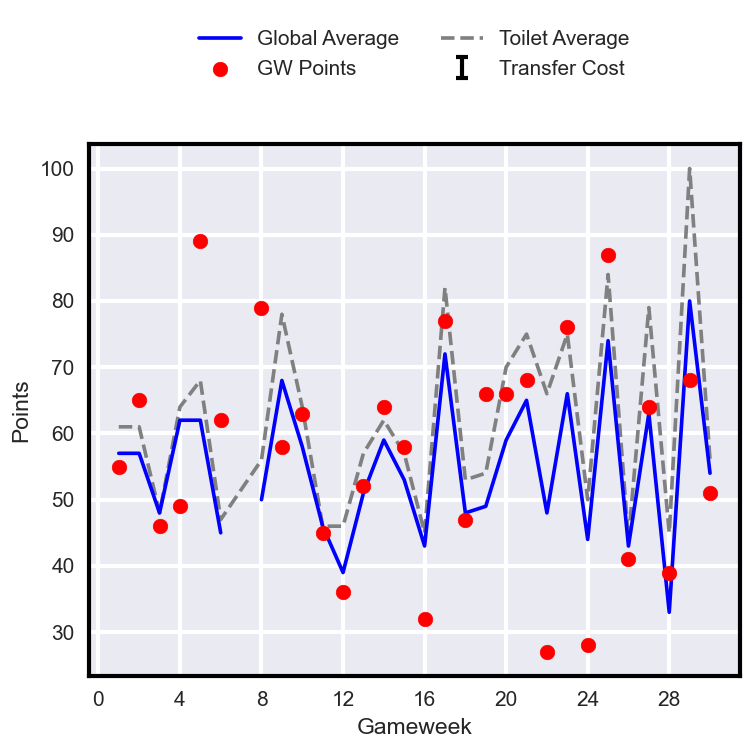 Global Average
Toilet Average
GW Points
Transfer Cost
100
90
80
70
60
50
40
30
Points
0 4 8 12 16 20 24 28
Gameweek